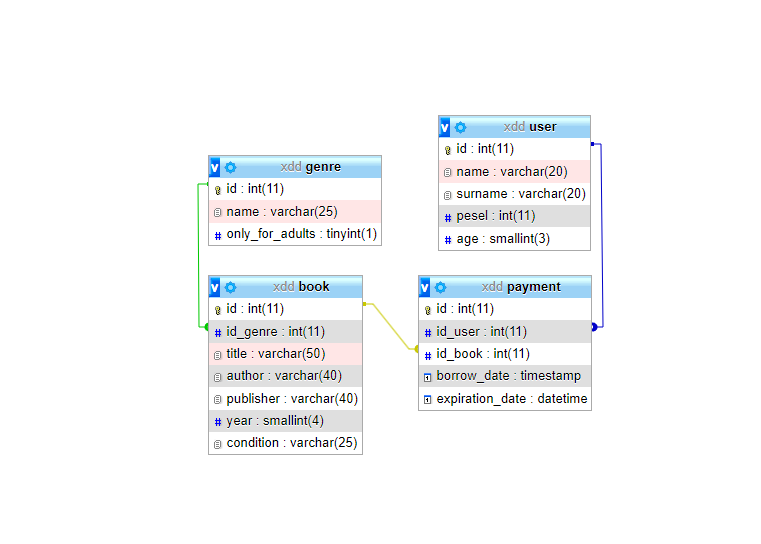 xdd user
id : int(11)
name : varchar(20)
surname : varchar(20)
pesel : int(11)
age : smallint(3)
xdd genre
id : int(11)
name : varchar(25)
only_for_adults : tinyint(1)
xdd book
id : int(11)
id_genre : int(11)
title : varchar(50)
author : varchar(40)
publisher : varchar(40)
year : smallint(4)
condition : varchar(25)
xdd payment
id : int(11)
id_user : int(11)
id_book : int(11)
borrow_date : timestamp
expiration_date : datetime